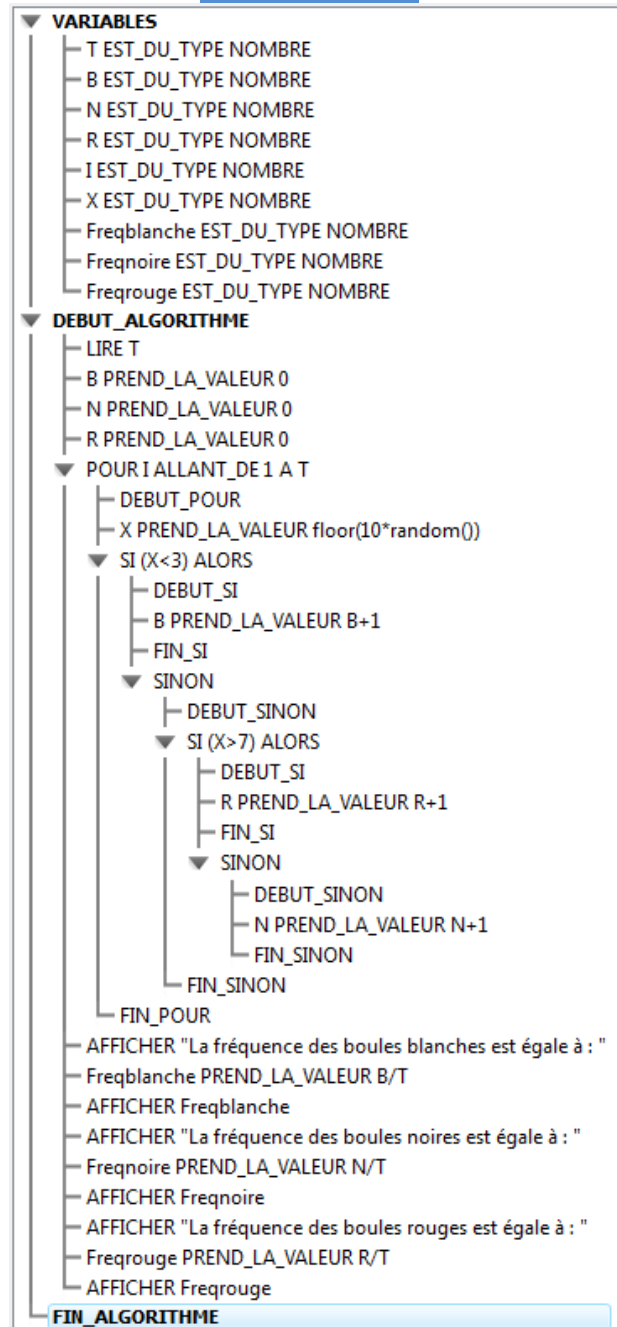 VARIABLES
T EST_DU_TYPE NOMBRE
B EST_DU_TYPE NOMBRE
N EST_DU_TYPE NOMBRE
R EST_DU_TYPE NOMBRE
I EST_DU_TYPE NOMBRE
X EST_DU_TYPE NOMBRE
Freqblanche EST_DU_TYPE NOMBRE
Freqnoire EST_DU_TYPE NOMBRE
Freqrouge EST_DU_TYPE NOMBRE
DEBUT_ALGORITHME
LIRE T
B PREND_LA_VALEUR 0
N PREND_LA_VALEUR 0
R PREND_LA_VALEUR 0
POUR I ALLANT_DE 1 A T
DEBUT_POUR
X PREND_LA_VALEUR floor(10*random())
SI (X<3) ALORS
DEBUT_SI
B PREND_LA_VALEUR B+1
FIN_SI
SINON
DEBUT_SINON
SI (X>7) ALORS
DEBUT_SI
R PREND_LA_VALEUR R+1
FIN_SI
SINON
DEBUT_SINON
N PREND_LA_VALEUR N+1
FIN_SINON
FIN_SINON
FIN_POUR
AFFICHER "La fréquence des boules blanches est égale à : "
Freqblanche PREND_LA_VALEUR B/T
AFFICHER Freqblanche
AFFICHER "La fréquence des boules noires est égale à : "
Freqnoire PREND_LA_VALEUR N/T
AFFICHER Freqnoire
AFFICHER "La fréquence des boules rouges est égale à : "
Freqrouge PREND_LA_VALEUR R/T
AFFICHER Freqrouge
FIN_ALGORITHME